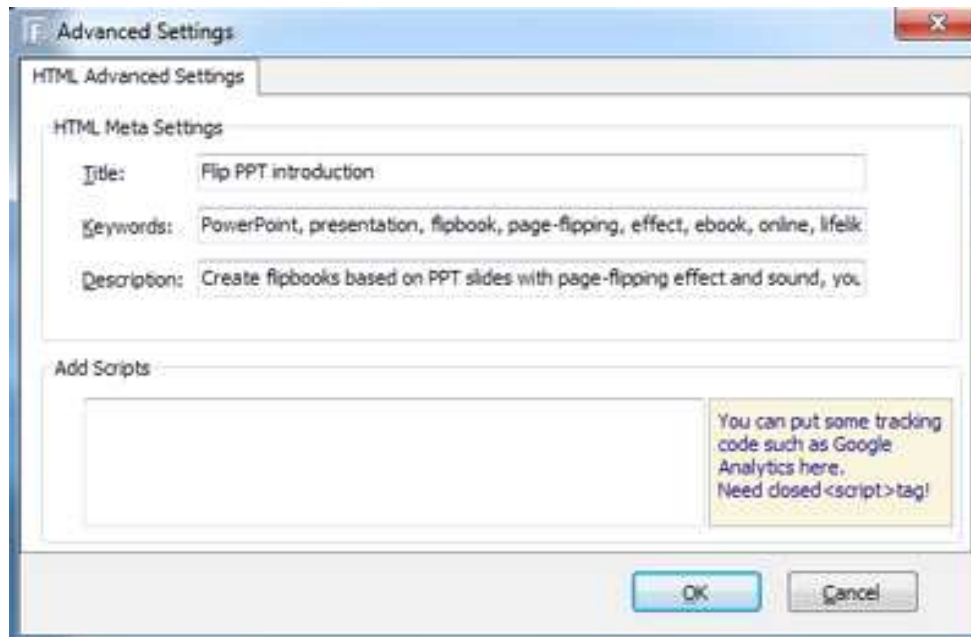 Advanced Settings
HTML Advanced Settings
HTML Meta Settings
Title: Flip PPT introduction
Keywords: PowerPoint, presentation, flipbook, page-flipping, effect, ebook, online, lifelik
Description: Create flipbooks based on PPT slides with page-flipping effect and sound, you
Add Scripts
You can put some tracking
code such as Google
Analytics here.
Need closed<script>tag!
OK Cancel